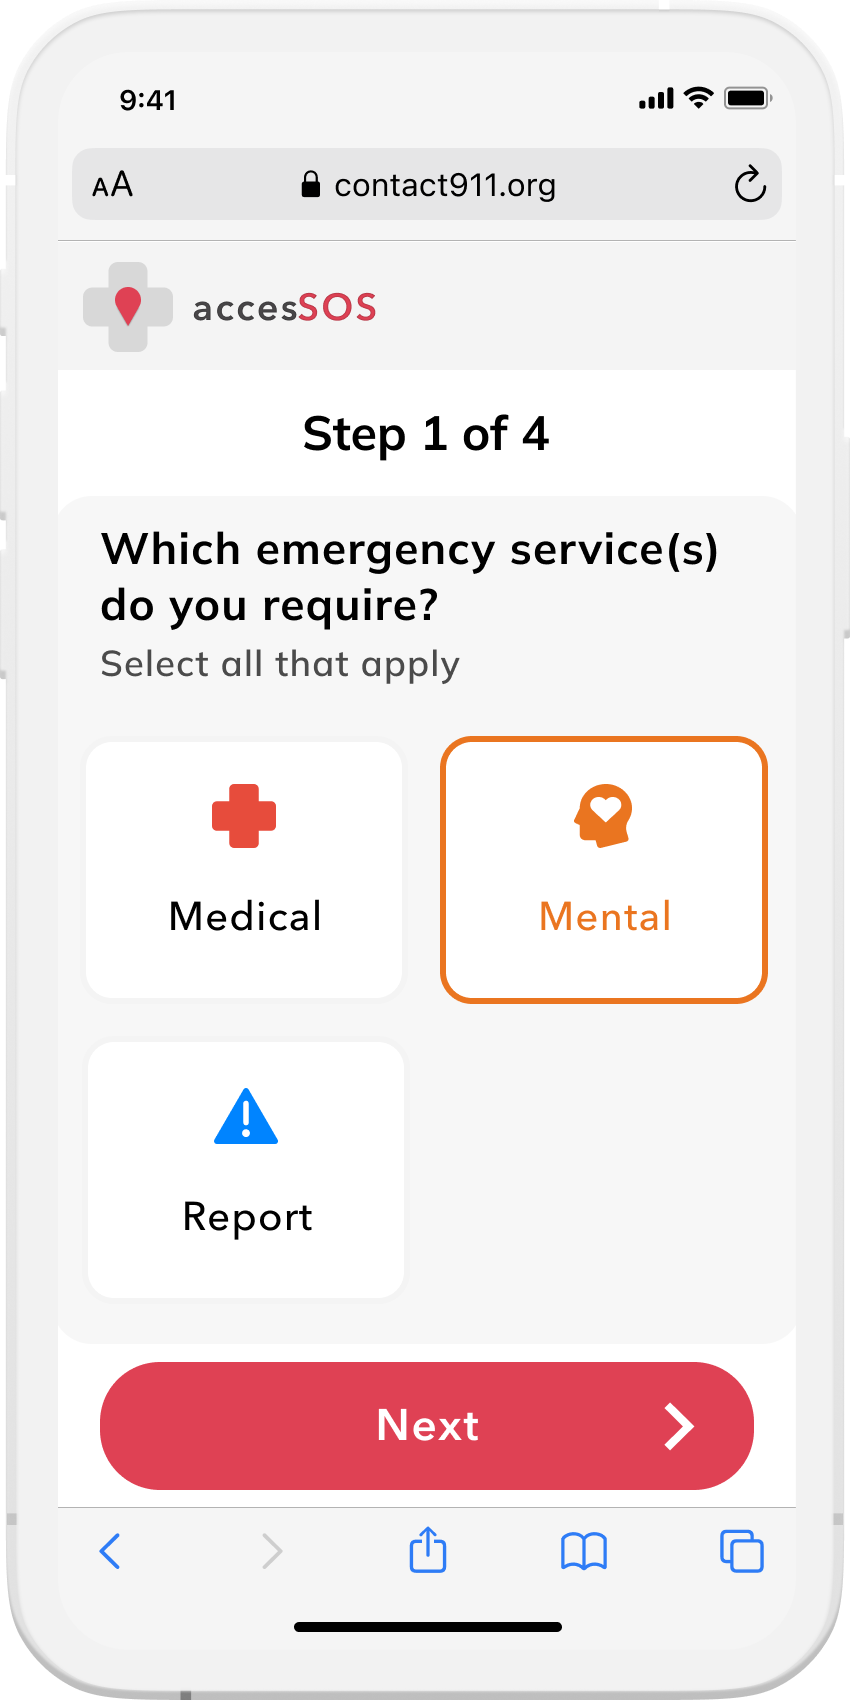 9:41
AA contact911.org
accesSOS
Step 1 of 4
Which emergency service(s)
do you require?
Select all that apply
Medical
Mental
Report
Next